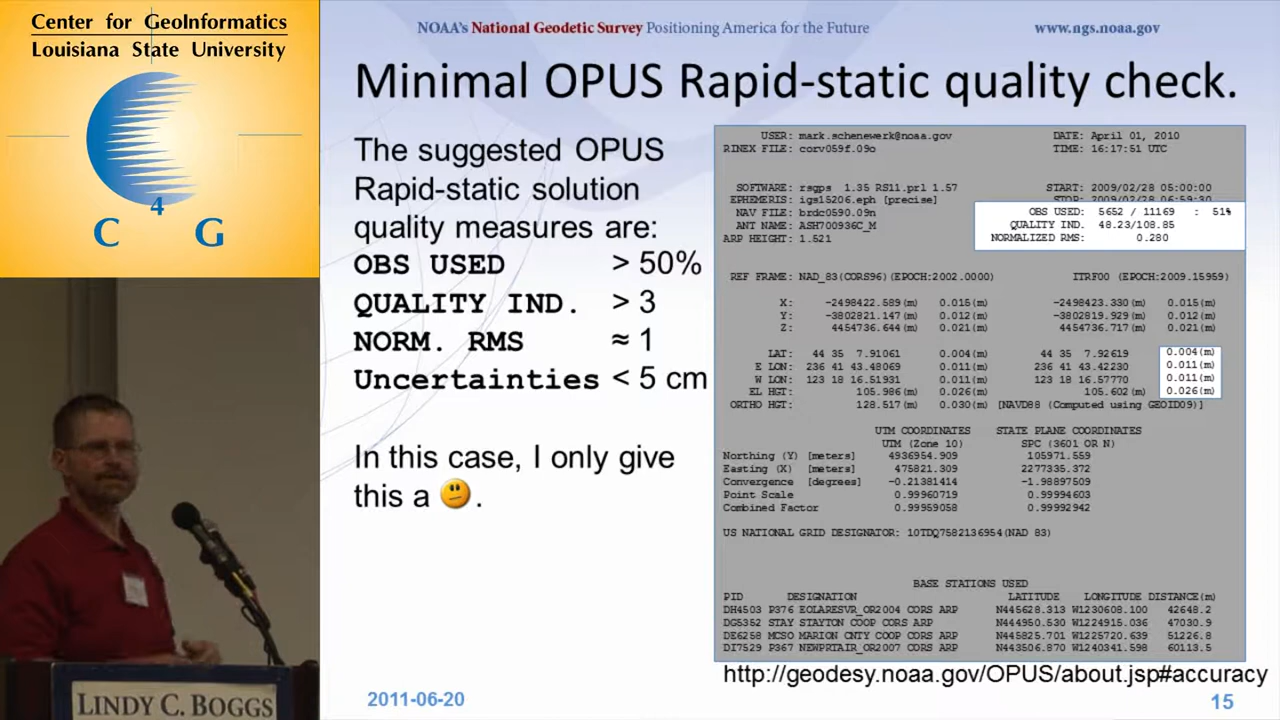 Center for GeoInformatics
Louisiana State University
C 4 G
NOAA's National Geodetic Survey Positioning America for the Future
www.ngs.noaa.gov
Minimal OPUS Rapid-static quality check.
The suggested OPUS
Rapid-static solution
quality measures are:
OBS USED > 50%
QUALITY IND. > 3
NORM. RMS ≈ 1
Uncertainties < 5 cm
In this case, I only give
this a .
USER: mark.schenewerk@noaa.gov DATE: April 01, 2010
RINEX FILE: corv059f.09o TIME: 16:17:51 UTC
SOFTWARE: rsgps 1.35 RS11.prl 1.57 START: 2009/02/28 05:00:00
EPHEMERIS: igs15206.eph [precise] STOP: 2009/02/28 06:59:30
NAV FILE: brdc0590.09n OBS USED: 5652 / 11169 : 51%
ANT NAME: ASH700936C_M QUALITY IND. 48.23/108.85
ARP HEIGHT: 1.521 NORMALIZED RMS: 0.280
REF FRAME: NAD_83(CORS96)(EPOCH:2002.0000) ITRF00 (EPOCH:2009.15959)
X: -2498422.589(m) 0.015(m) -2498423.330(m) 0.015(m)
Y: -3802821.147(m) 0.012(m) -3802819.929(m) 0.012(m)
Z: 4454736.644(m) 0.021(m) 4454736.717(m) 0.021(m)
LAT: 44 35 7.91061 0.004(m) 44 35 7.92619 0.004(m)
E LON: 236 41 43.48069 0.011(m) 236 41 43.42230 0.011(m)
W LON: 123 18 16.51931 0.011(m) 123 18 16.57770 0.011(m)
EL HGT: 105.986(m) 0.026(m) 105.602(m) 0.026(m)
ORTHO HGT: 128.517(m) 0.030(m) [NAVD88 (Computed using GEOID09)]
UTM COORDINATES STATE PLANE COORDINATES
UTM (Zone 10) SPC (3601 OR N)
Northing (Y) [meters] 4936954.909 105971.559
Easting (X) [meters] 475821.309 2277335.372
Convergence [degrees] -0.21381414 -1.98897509
Point Scale 0.99960719 0.99994603
Combined Factor 0.99959058 0.99992942
US NATIONAL GRID DESIGNATOR: 10TDQ7582136954(NAD 83)
BASE STATIONS USED
PID DESIGNATION LATITUDE LONGITUDE DISTANCE(m)
DH4503 P376 EOLARESVR_OR2004 CORS ARP N445628.313 W1230608.100 42648.2
DG5352 STAY STAYTON COOP CORS ARP N444950.530 W1224915.036 47030.9
DE6258 MCSO MARION CNTY COOP CORS ARP N445825.701 W1225720.639 51226.8
DI7529 P367 NEWPRTAIR_OR2007 CORS ARP N443506.870 W1240341.598 60113.5
http://geodesy.noaa.gov/OPUS/about.jsp#accuracy
2011-06-20
15
LINDY C. BOGGS